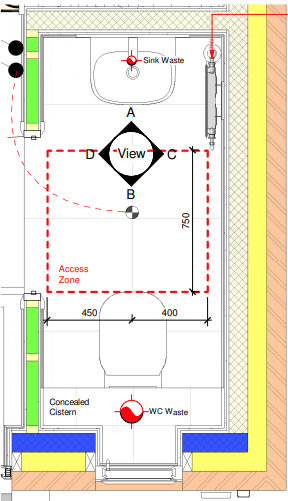 Sink Waste
A
D View C
B
750
Access
Zone
450 400
Concealed
Cistern
WC Waste